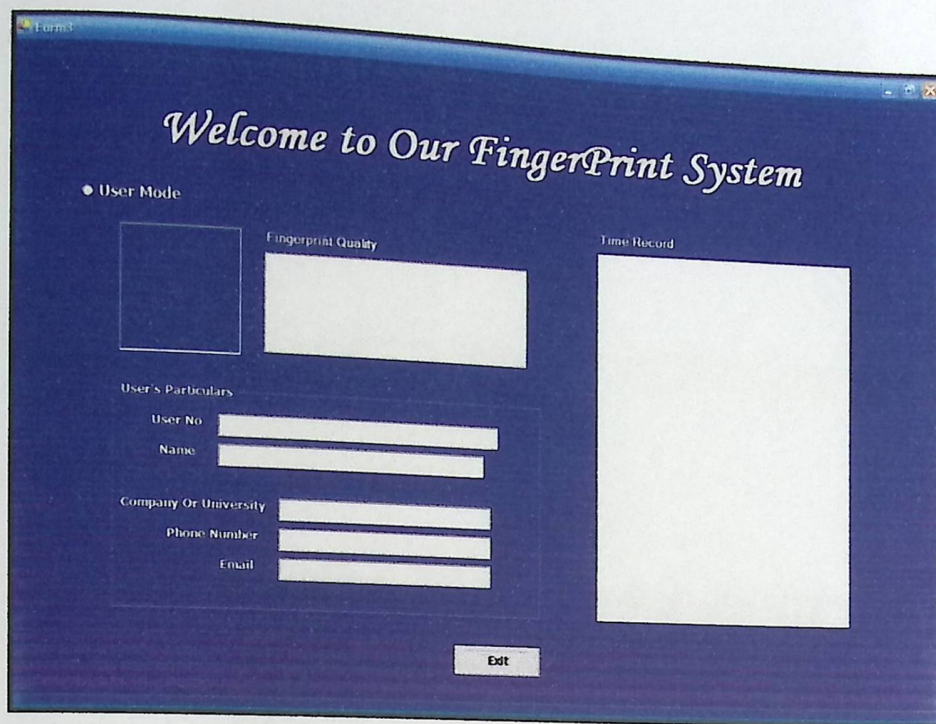 Form3
Welcome to Our FingerPrint System
User Mode
Fingerprint Quality
Time Record
User's Particulars
User No
Name
Company Or University
Phone Number
Email
Exit